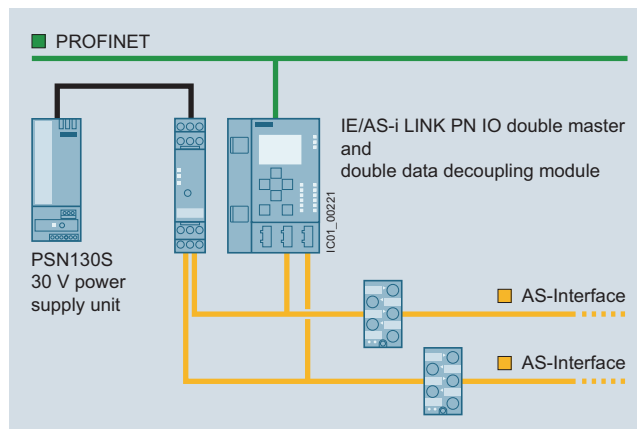 PROFINET
IE/AS-i LINK PN IO double master
and
double data decoupling module
IC01_00221
PSN130S
30 V power
supply unit
AS-Interface
AS-Interface